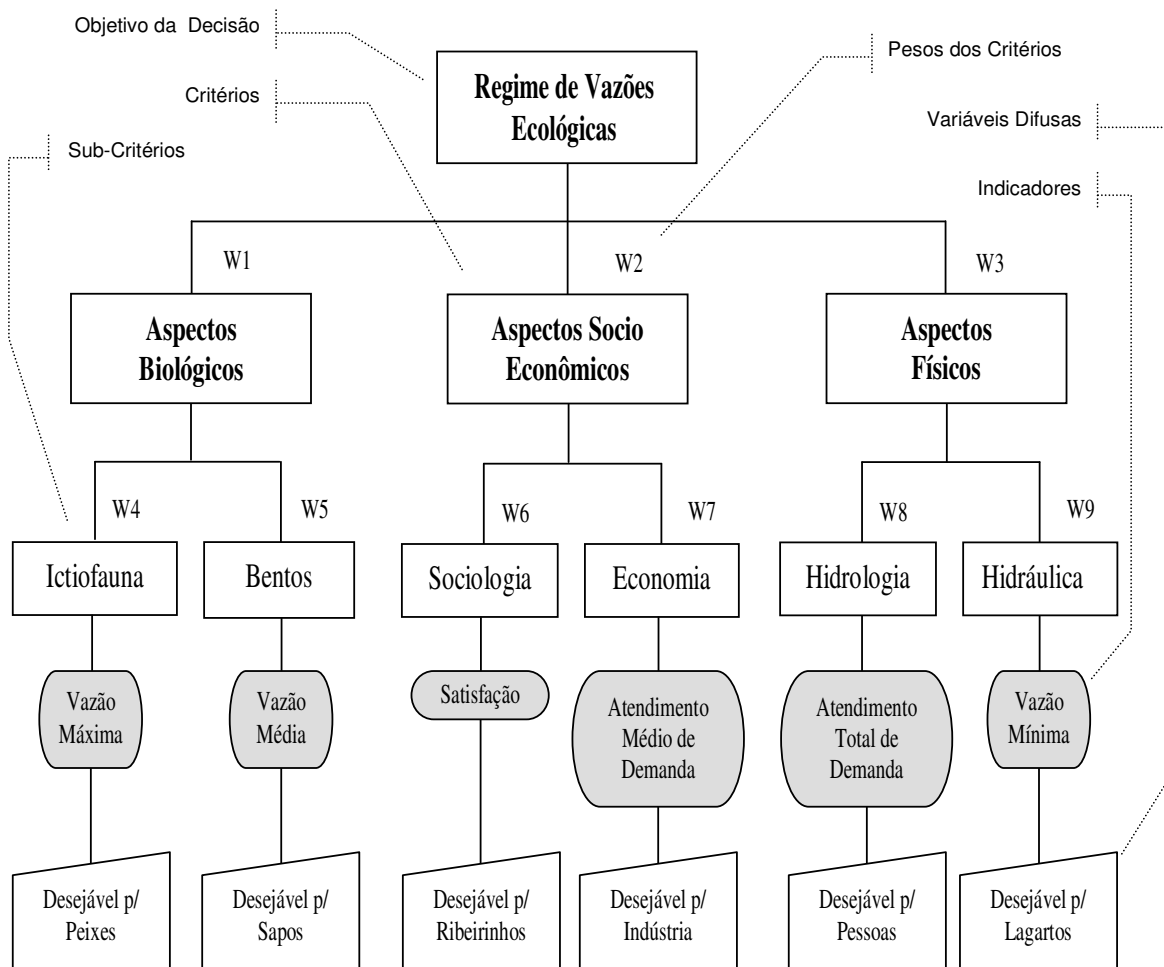 Objetivo da Decisão
Pesos dos Critérios
Regime de Vazões
Ecológicas
Critérios
Variáveis Difusas
Sub-Critérios
Indicadores
W1
W2
W3
Aspectos
Biológicos
Aspectos Socio
Econômicos
Aspectos
Físicos
W4
W5
W6
W7
W8
W9
Ictiofauna
Bentos
Sociologia
Economia
Hidrologia
Hidráulica
Vazão
Máxima
Vazão
Média
Satisfação
Atendimento
Médio de
Demanda
Atendimento
Total de
Demanda
Vazão
Mínima
Desejável p/
Peixes
Desejável p/
Sapos
Desejável p/
Ribeirinhos
Desejável p/
Indústria
Desejável p/
Pessoas
Desejável p/
Lagartos